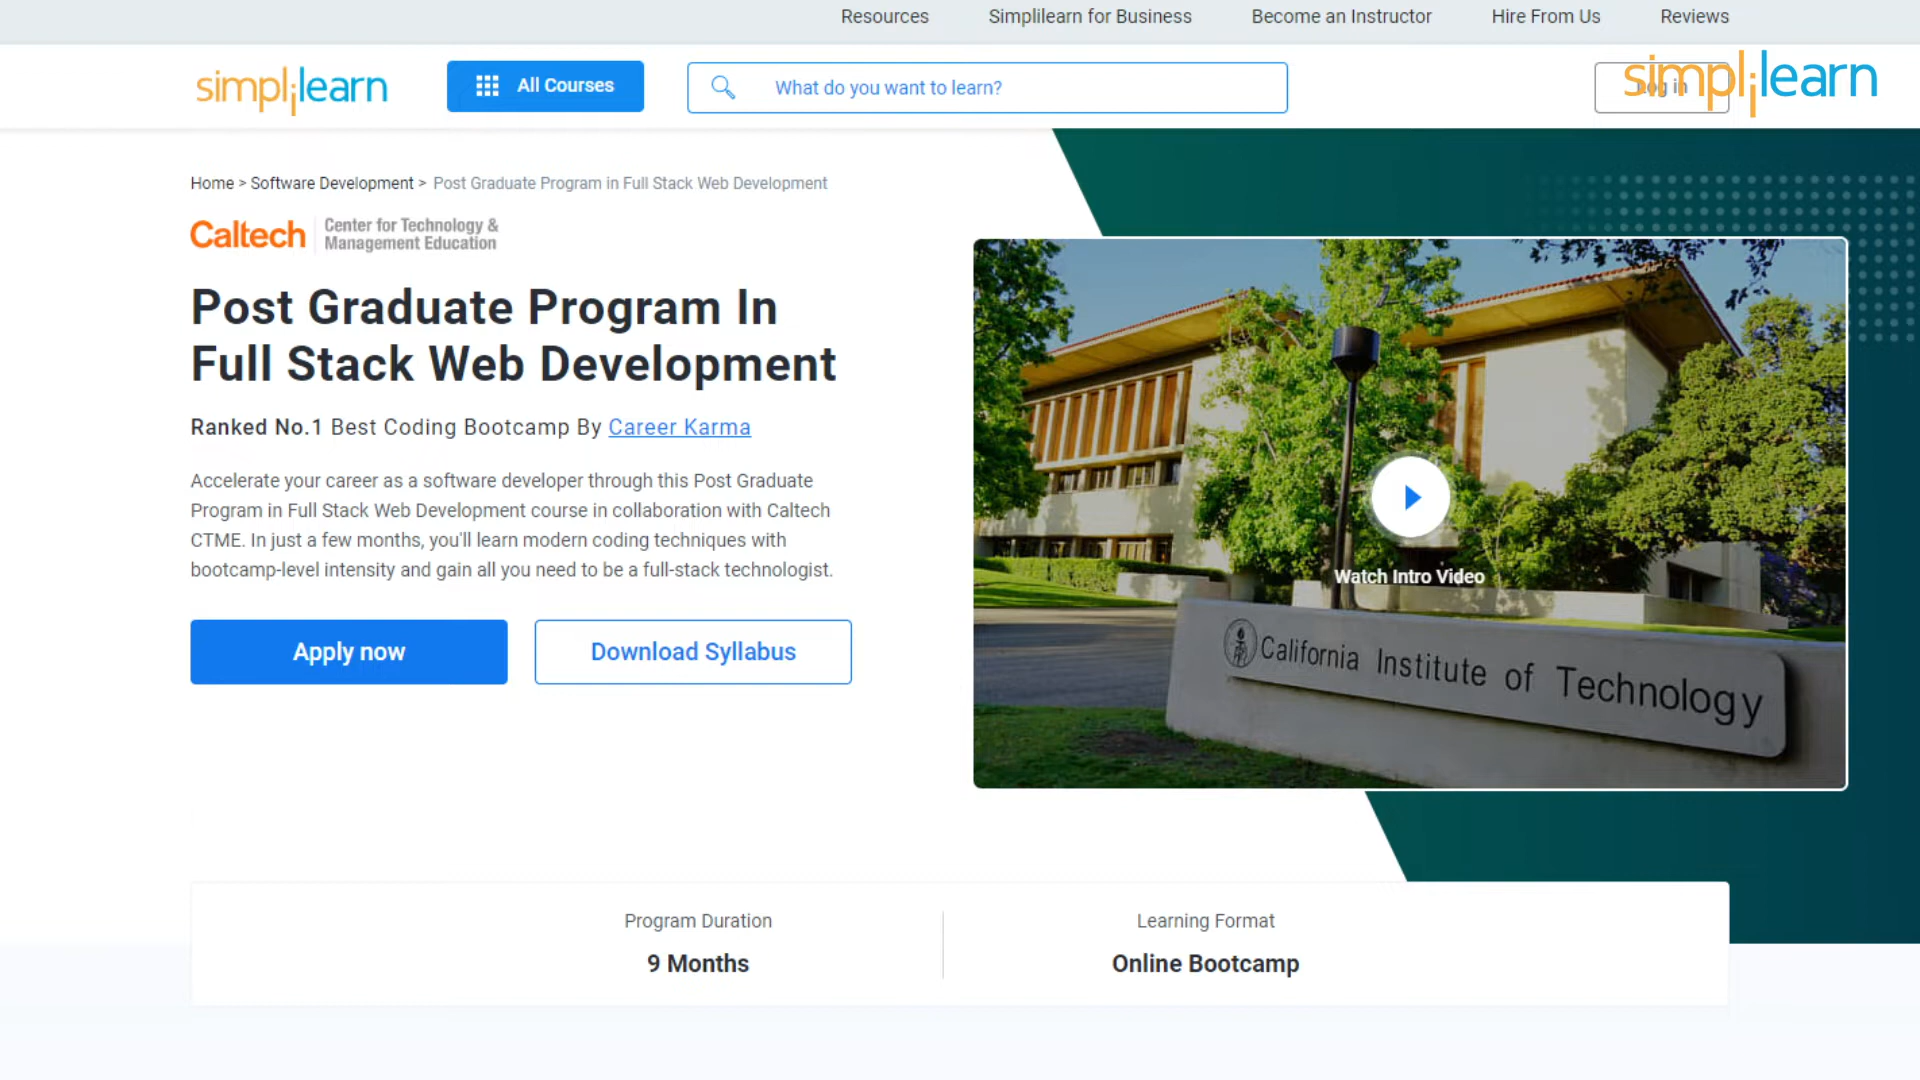 Resources Simplilearn for Business Become an Instructor Hire From Us Reviews
simplilearn All Courses What do you want to learn? Log in simplilearn
Home > Software Development > Post Graduate Program in Full Stack Web Development
Caltech Center for Technology &
Management Education
Post Graduate Program In
Full Stack Web Development
Ranked No.1 Best Coding Bootcamp By Career Karma
Accelerate your career as a software developer through this Post Graduate
Program in Full Stack Web Development course in collaboration with Caltech
CTME. In just a few months, you'll learn modern coding techniques with
bootcamp-level intensity and gain all you need to be a full-stack technologist.
Apply now Download Syllabus
Watch Intro Video
California Institute of Technology
Program Duration Learning Format
9 Months Online Bootcamp